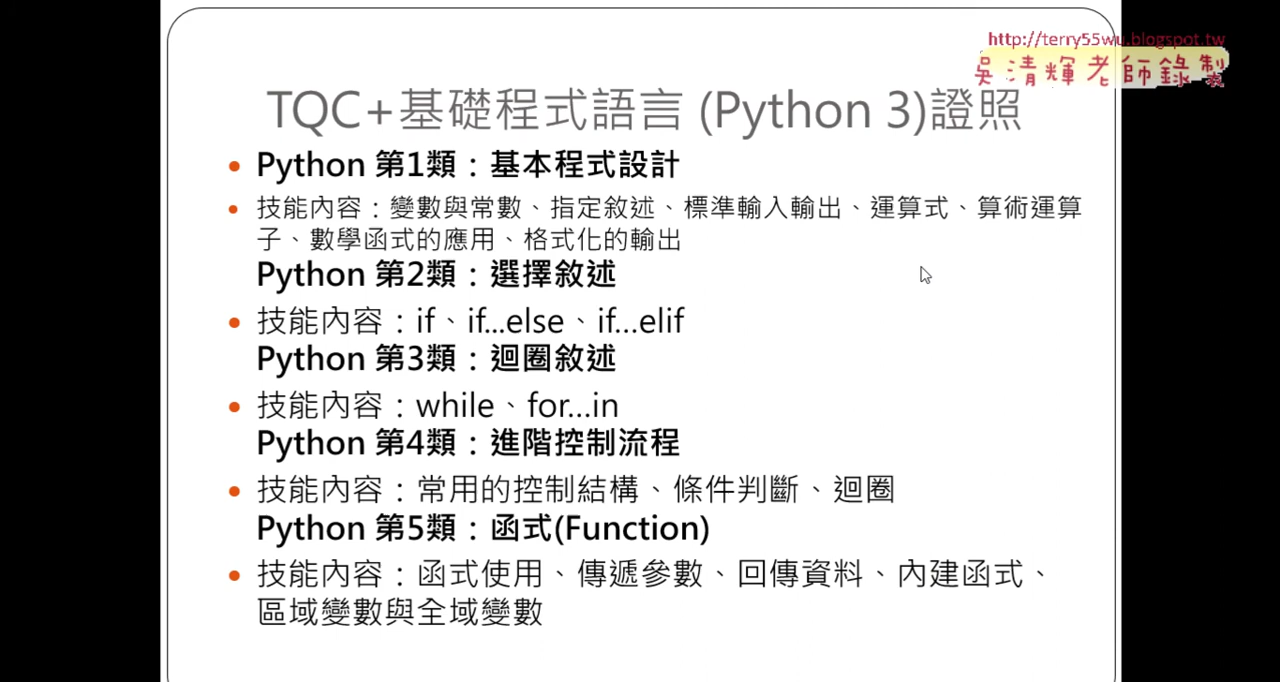 http://terry55wu.blogspot.tw
吳清輝老師錄製
TQC+基礎程式語言 (Python 3)證照
Python 第1類：基本程式設計
技能內容：變數與常數、指定敘述、標準輸入輸出、運算式、算術運算
子、數學函式的應用、格式化的輸出
Python 第2類：選擇敘述
技能內容：if、if...else、if…elif
Python 第3類：迴圈敘述
技能內容：while、for…in
Python 第4類：進階控制流程
技能內容：常用的控制結構、條件判斷、迴圈
Python 第5類：函式(Function)
技能內容：函式使用、傳遞參數、回傳資料、內建函式、
區域變數與全域變數